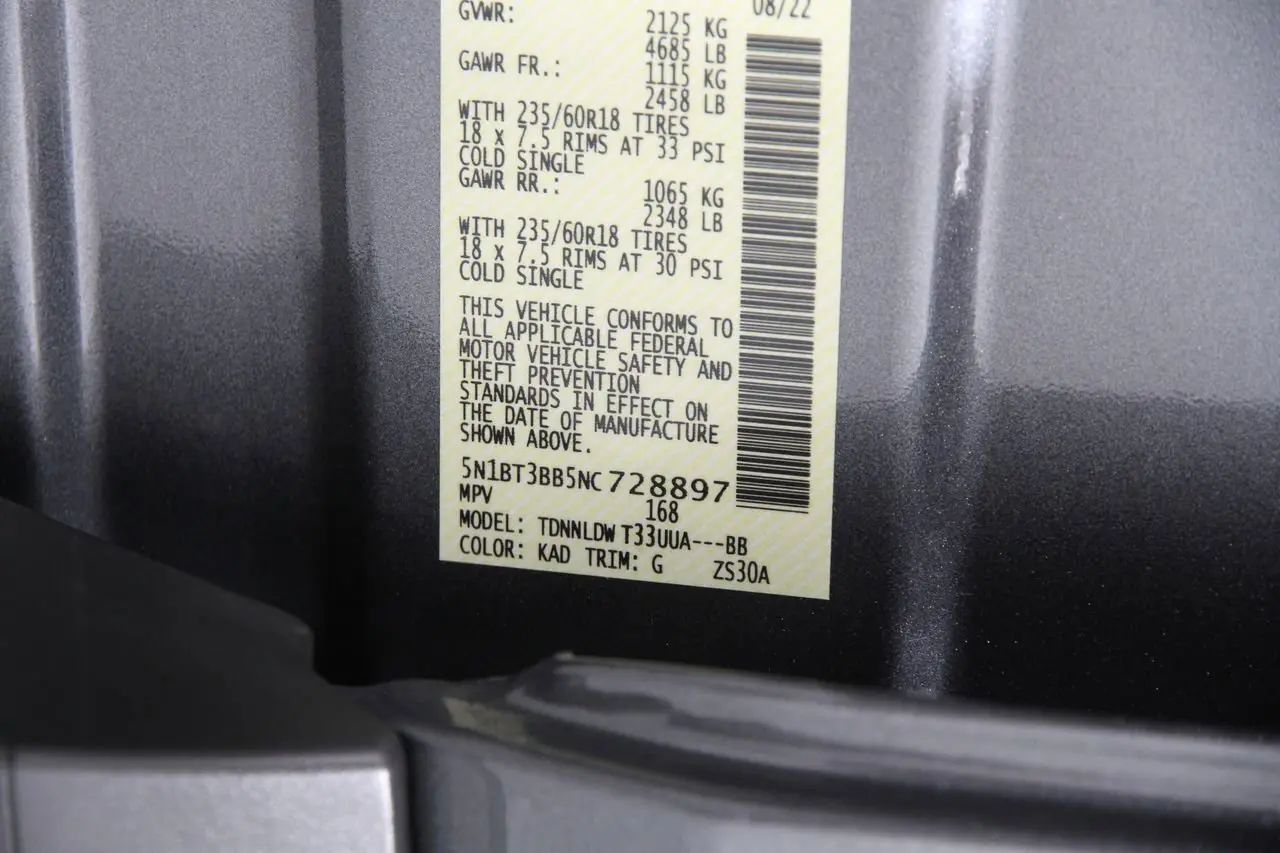 08/22
GVWR: 2125 KG
4685 LB
GAWR FR.: 1115 KG
2458 LB
WITH 235/60R18 TIRES
18 x 7.5 RIMS AT 33 PSI
COLD SINGLE
GAWR RR.: 1065 KG
2348 LB
WITH 235/60R18 TIRES
18 x 7.5 RIMS AT 30 PSI
COLD SINGLE
THIS VEHICLE CONFORMS TO
ALL APPLICABLE FEDERAL
MOTOR VEHICLE SAFETY AND
THEFT PREVENTION
STANDARDS IN EFFECT ON
THE DATE OF MANUFACTURE
SHOWN ABOVE.
5N1BT3BB5NC728897
MPV 168
MODEL: TDNNLDW T33UUA---BB
COLOR: KAD TRIM: G ZS30A